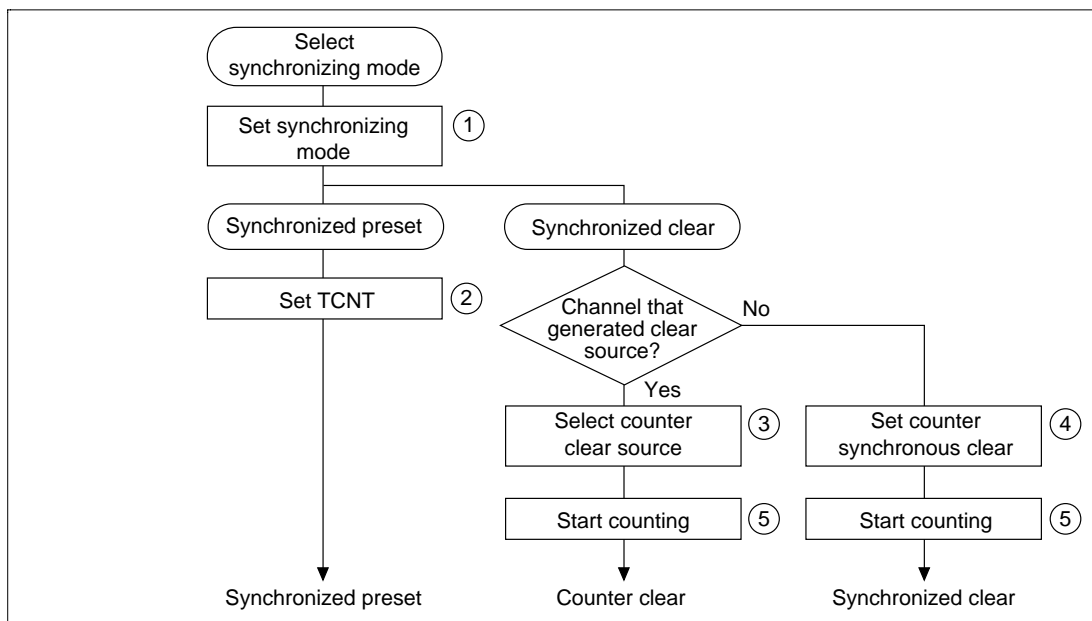 Select
synchronizing mode
Set synchronizing
mode
1
Synchronized preset
Synchronized clear
Set TCNT
2
Channel that
generated clear
source?
No
Yes
Select counter
clear source
3
Set counter
synchronous clear
4
Start counting
5
Start counting
5
Synchronized preset
Counter clear
Synchronized clear